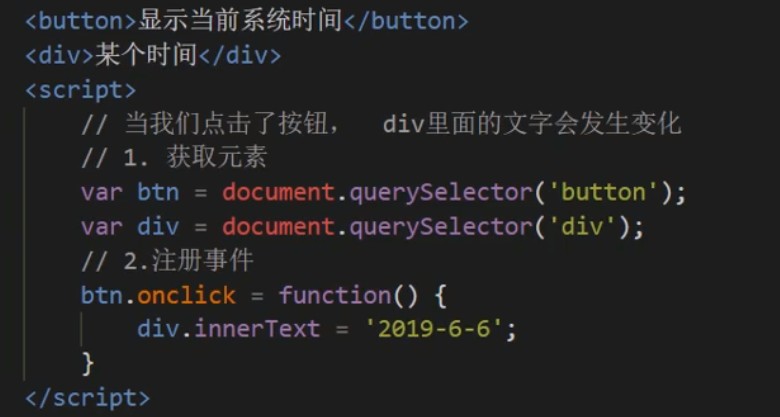 <button>显示当前系统时间</button>
<div>某个时间</div>
<script>
// 当我们点击了按钮，  div里面的文字会发生变化
// 1. 获取元素
var btn = document.querySelector('button');
var div = document.querySelector('div');
// 2.注册事件
btn.onclick = function() {
div.innerText = '2019-6-6';
}
</script>